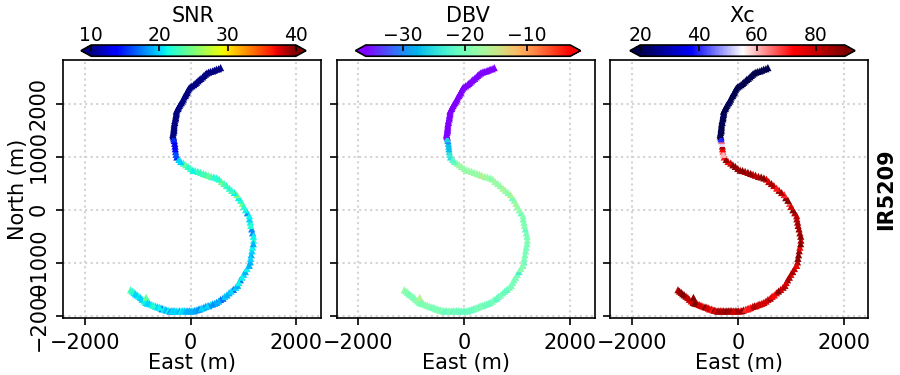 SNR DBV Xc
10 20 30 40 −30 −20 −10 20 40 60 80
North (m)
2000
1000
0
−1000
−2000
−2000 0 2000 −2000 0 2000 −2000 0 2000
East (m) East (m) East (m)
IR5209